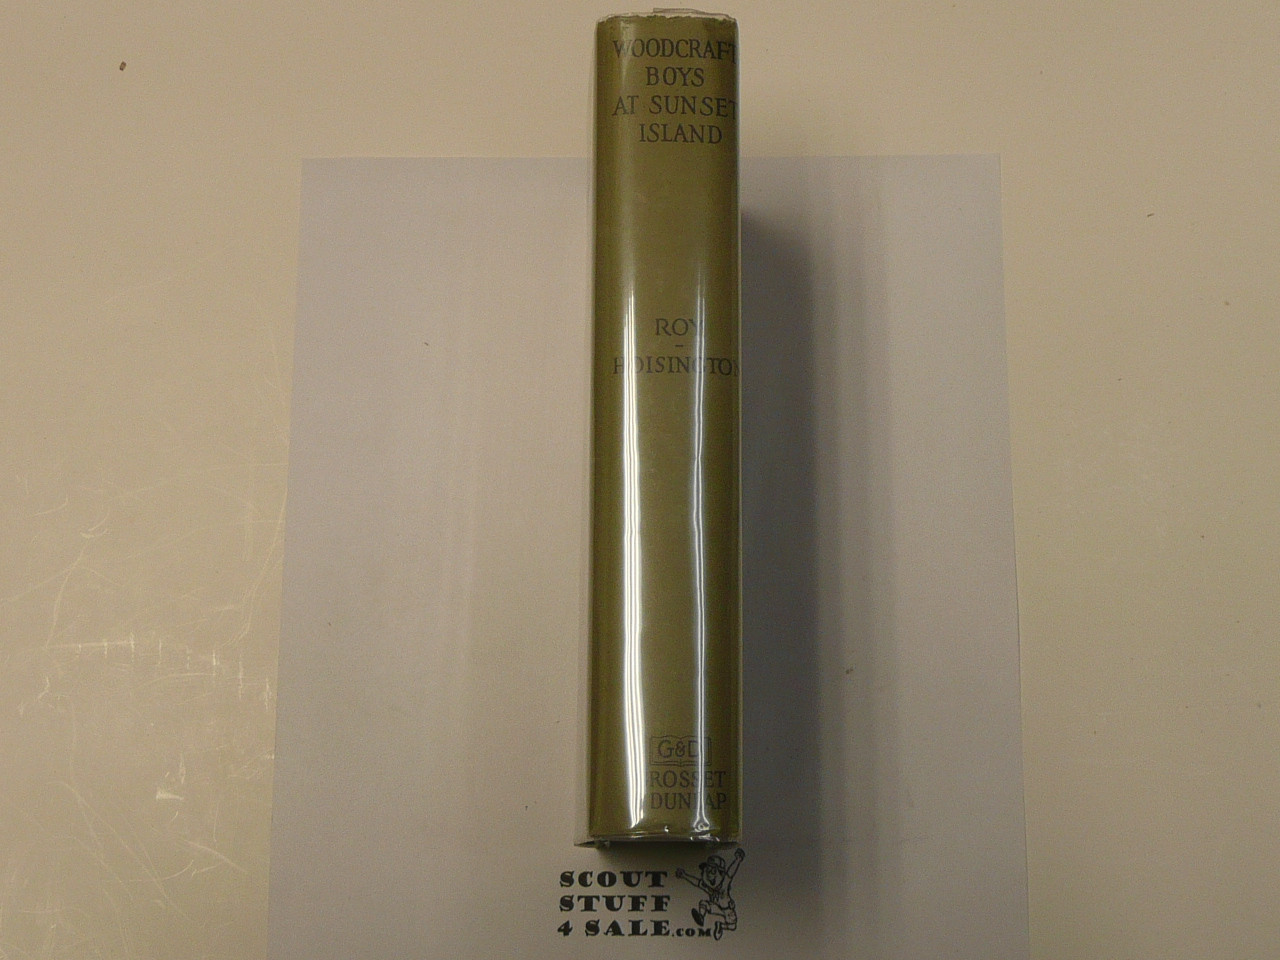 WOODCRAFT
BOYS
AT SUNSET
ISLAND
ROY
-
HOISINGTON
G&D
GROSSET
DUNLAP
SCOUT
STUFF
4 SALE.COM